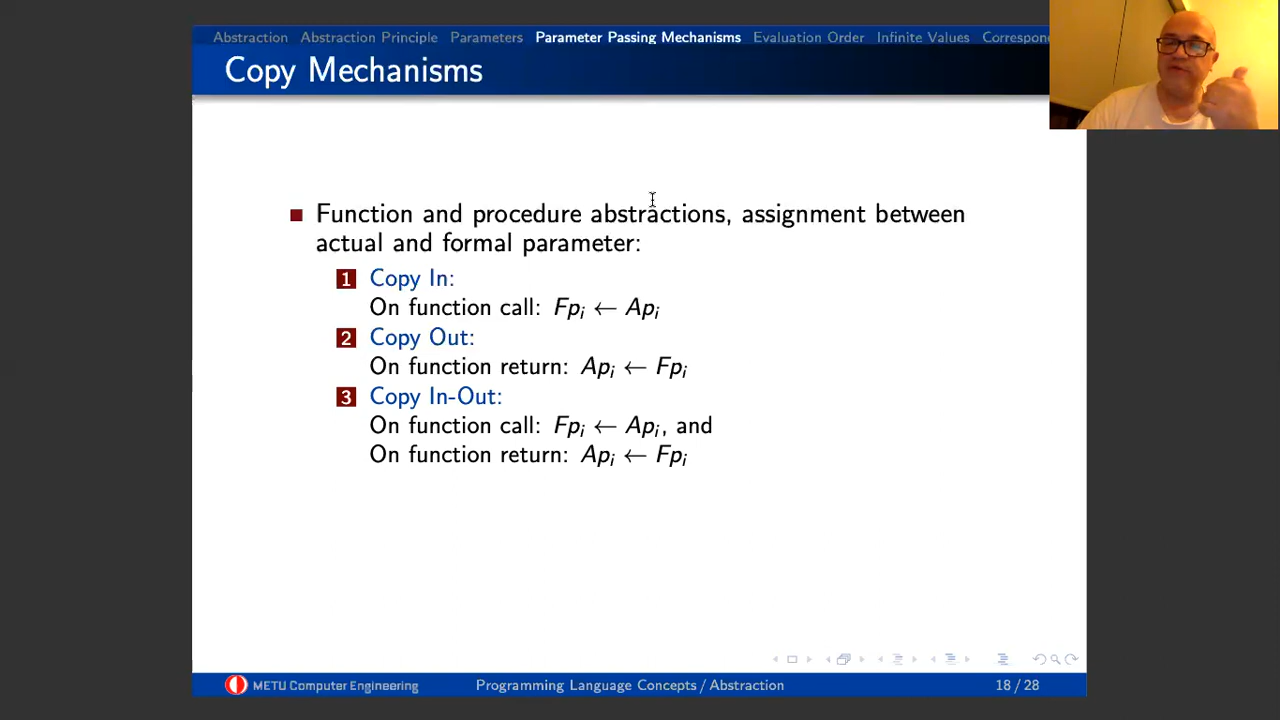 Abstraction Abstraction Principle Parameters Parameter Passing Mechanisms Evaluation Order Infinite Values Correspon
Copy Mechanisms
Function and procedure abstractions, assignment between
actual and formal parameter:
1 Copy In:
On function call: Fpᵢ ← Apᵢ
2 Copy Out:
On function return: Apᵢ ← Fpᵢ
3 Copy In-Out:
On function call: Fpᵢ ← Apᵢ, and
On function return: Apᵢ ← Fpᵢ
METU Computer Engineering Programming Language Concepts / Abstraction 18 / 28